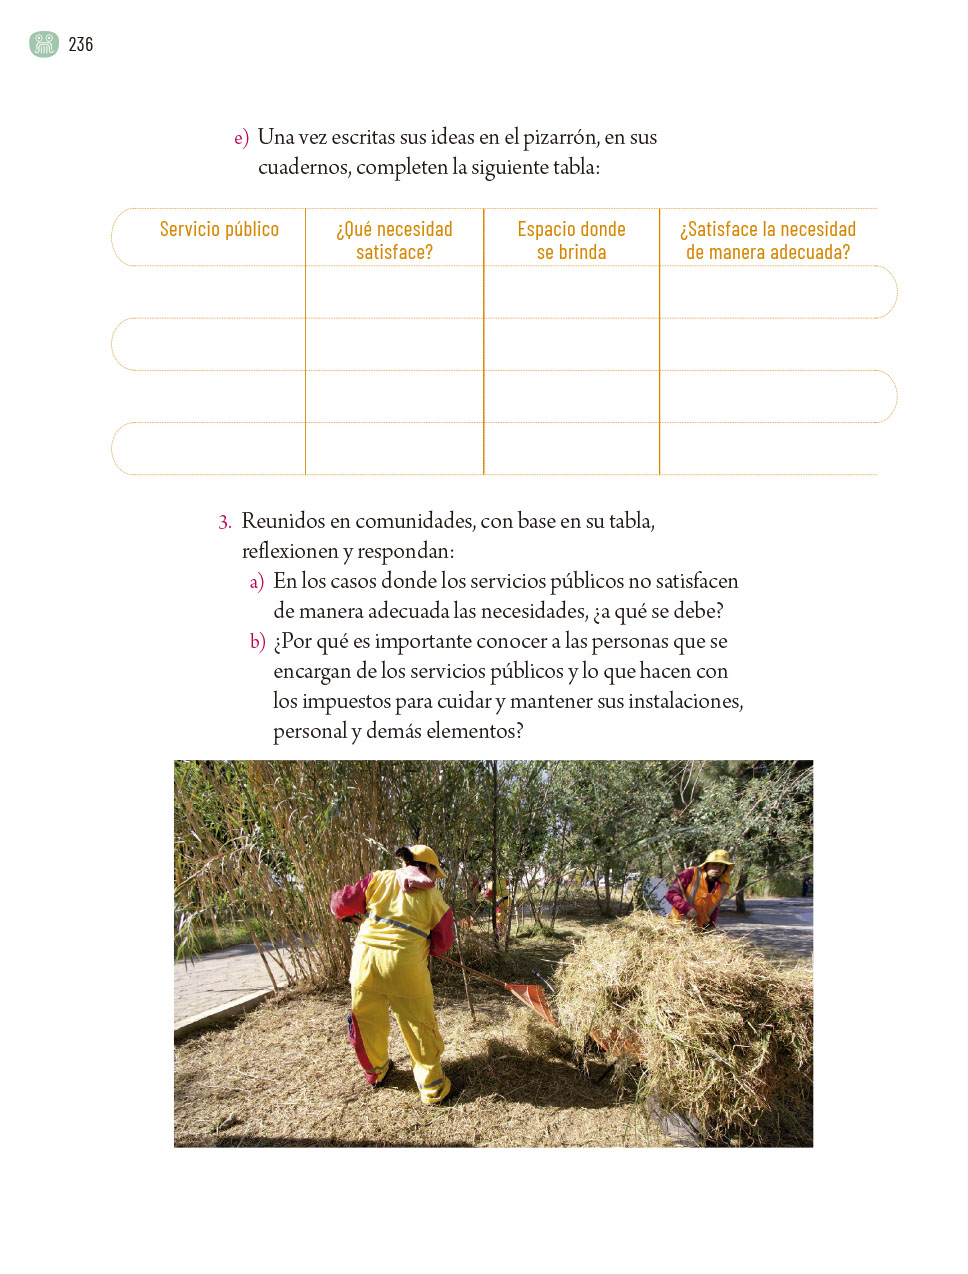 236
e) Una vez escritas sus ideas en el pizarrón, en sus
cuadernos, completen la siguiente tabla:
Servicio público
¿Qué necesidad
satisface?
Espacio donde
se brinda
¿Satisface la necesidad
de manera adecuada?
3. Reunidos en comunidades, con base en su tabla,
reflexionen y respondan:
a) En los casos donde los servicios públicos no satisfacen
de manera adecuada las necesidades, ¿a qué se debe?
b) ¿Por qué es importante conocer a las personas que se
encargan de los servicios públicos y lo que hacen con
los impuestos para cuidar y mantener sus instalaciones,
personal y demás elementos?